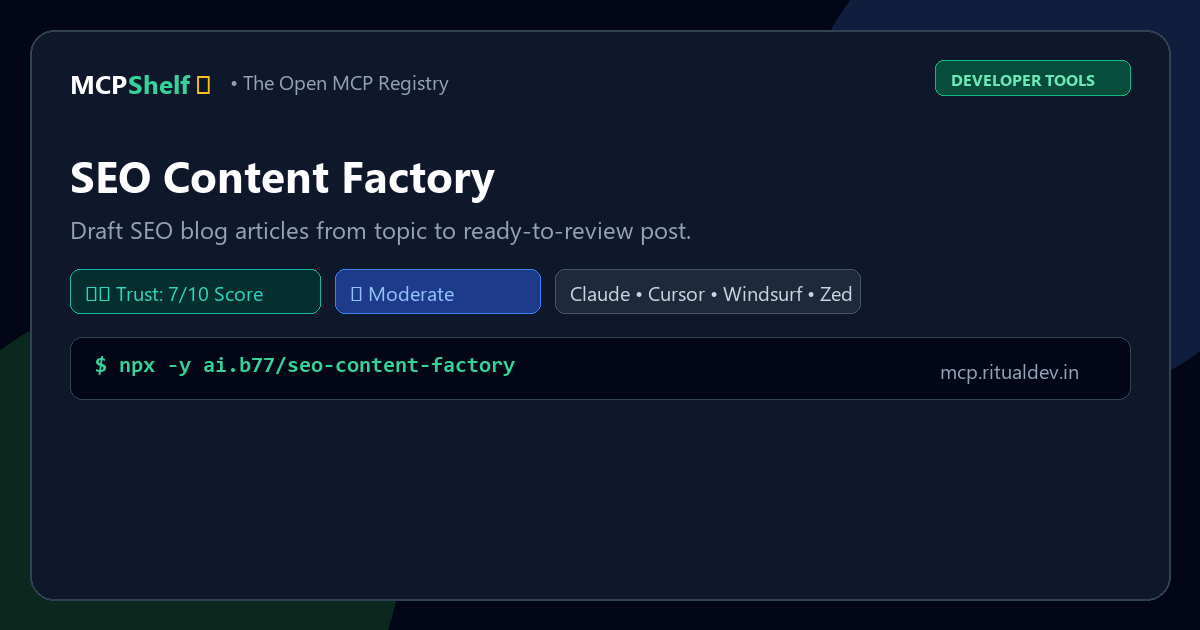 MCPShelf • The Open MCP Registry
DEVELOPER TOOLS
SEO Content Factory
Draft SEO blog articles from topic to ready-to-review post.
Trust: 7/10 Score
Moderate
Claude • Cursor • Windsurf • Zed
$ npx -y ai.b77/seo-content-factory
mcp.ritualdev.in